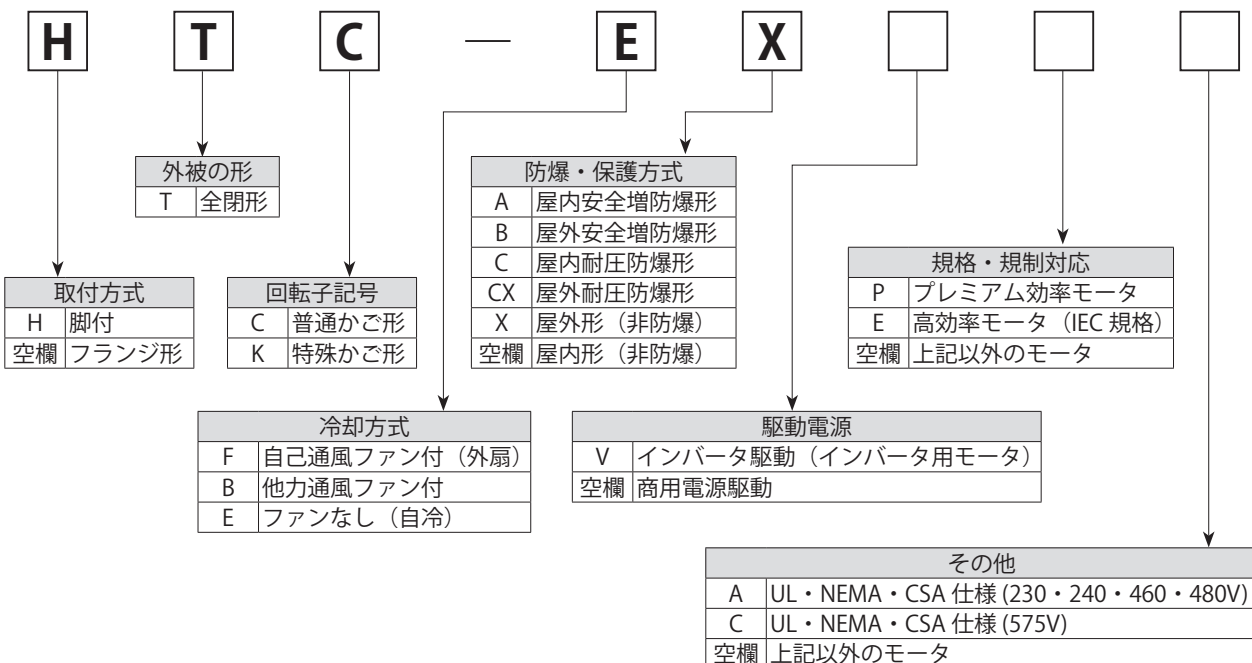 H T C — E X
外被の形
T 全閉形
防爆・保護方式
A 屋内安全増防爆形
B 屋外安全増防爆形
C 屋内耐圧防爆形
CX 屋外耐圧防爆形
X 屋外形（非防爆）
空欄 屋内形（非防爆）
取付方式
H 脚付
空欄 フランジ形
回転子記号
C 普通かご形
K 特殊かご形
規格・規制対応
P プレミアム効率モータ
E 高効率モータ（IEC 規格）
空欄 上記以外のモータ
冷却方式
F 自己通風ファン付（外扇）
B 他力通風ファン付
E ファンなし（自冷）
駆動電源
V インバータ駆動（インバータ用モータ）
空欄 商用電源駆動
その他
A UL・NEMA・CSA 仕様 (230・240・460・480V)
C UL・NEMA・CSA 仕様 (575V)
空欄 上記以外のモータ